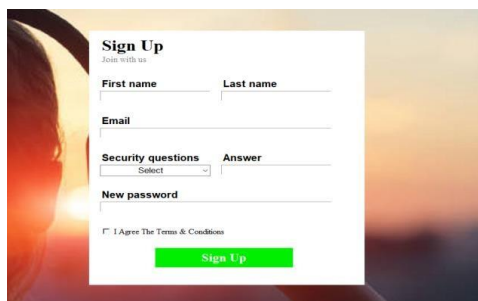 Sign Up
Join with us
First name Last name
Email
Security questions Answer
Select
New password
I Agree The Terms & Conditions
Sign Up